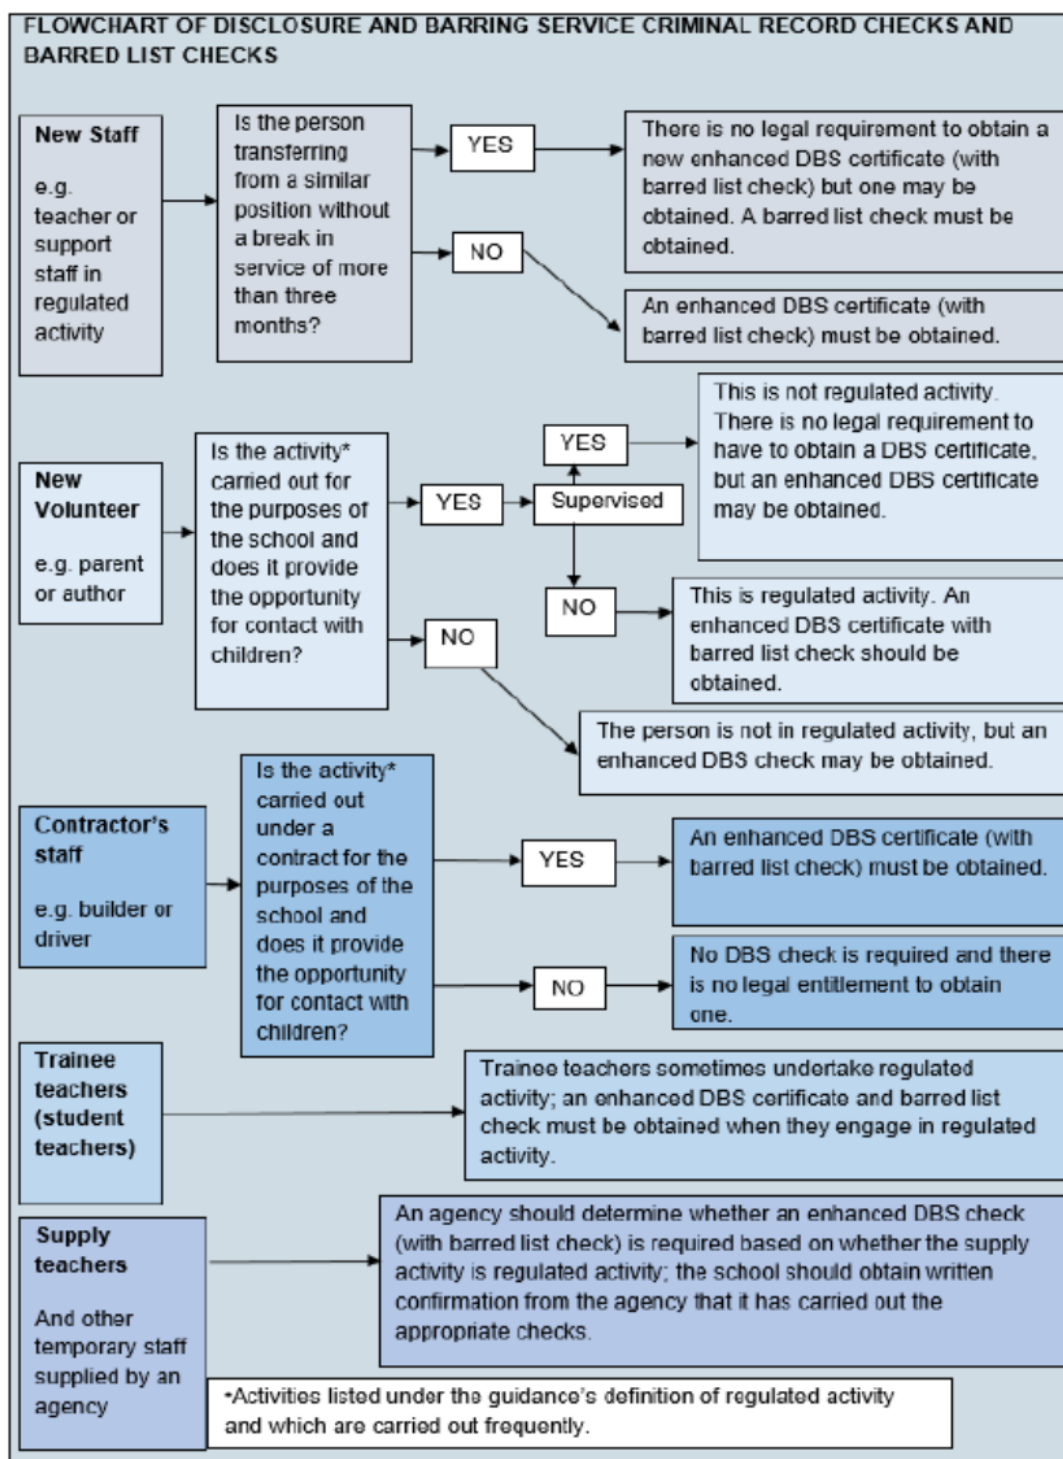 FLOWCHART OF DISCLOSURE AND BARRING SERVICE CRIMINAL RECORD CHECKS AND
BARRED LIST CHECKS
New Staff
e.g.
teacher or
support
staff in
regulated
activity
Is the person
transferring
from a similar
position without
a break in
service of more
than three
months?
YES
There is no legal requirement to obtain a
new enhanced DBS certificate (with
barred list check) but one may be
obtained. A barred list check must be
obtained.
NO
An enhanced DBS certificate (with
barred list check) must be obtained.
New
Volunteer
e.g. parent
or author
Is the activity*
carried out for
the purposes of
the school and
does it provide
the opportunity
for contact with
children?
YES
Supervised
YES
This is not regulated activity.
There is no legal requirement to
have to obtain a DBS certificate,
but an enhanced DBS certificate
may be obtained.
NO
This is regulated activity. An
enhanced DBS certificate with
barred list check should be
obtained.
NO
The person is not in regulated activity, but an
enhanced DBS check may be obtained.
Contractor's
staff
e.g. builder or
driver
Is the activity*
carried out
under a
contract for the
purposes of the
school and
does it provide
the opportunity
for contact with
children?
YES
An enhanced DBS certificate (with
barred list check) must be obtained.
NO
No DBS check is required and there
is no legal entitlement to obtain
one.
Trainee
teachers
(student
teachers)
Trainee teachers sometimes undertake regulated
activity; an enhanced DBS certificate and barred list
check must be obtained when they engage in regulated
activity.
Supply
teachers
And other
temporary staff
supplied by an
agency
An agency should determine whether an enhanced DBS check
(with barred list check) is required based on whether the supply
activity is regulated activity; the school should obtain written
confirmation from the agency that it has carried out the
appropriate checks.
*Activities listed under the guidance's definition of regulated activity
and which are carried out frequently.